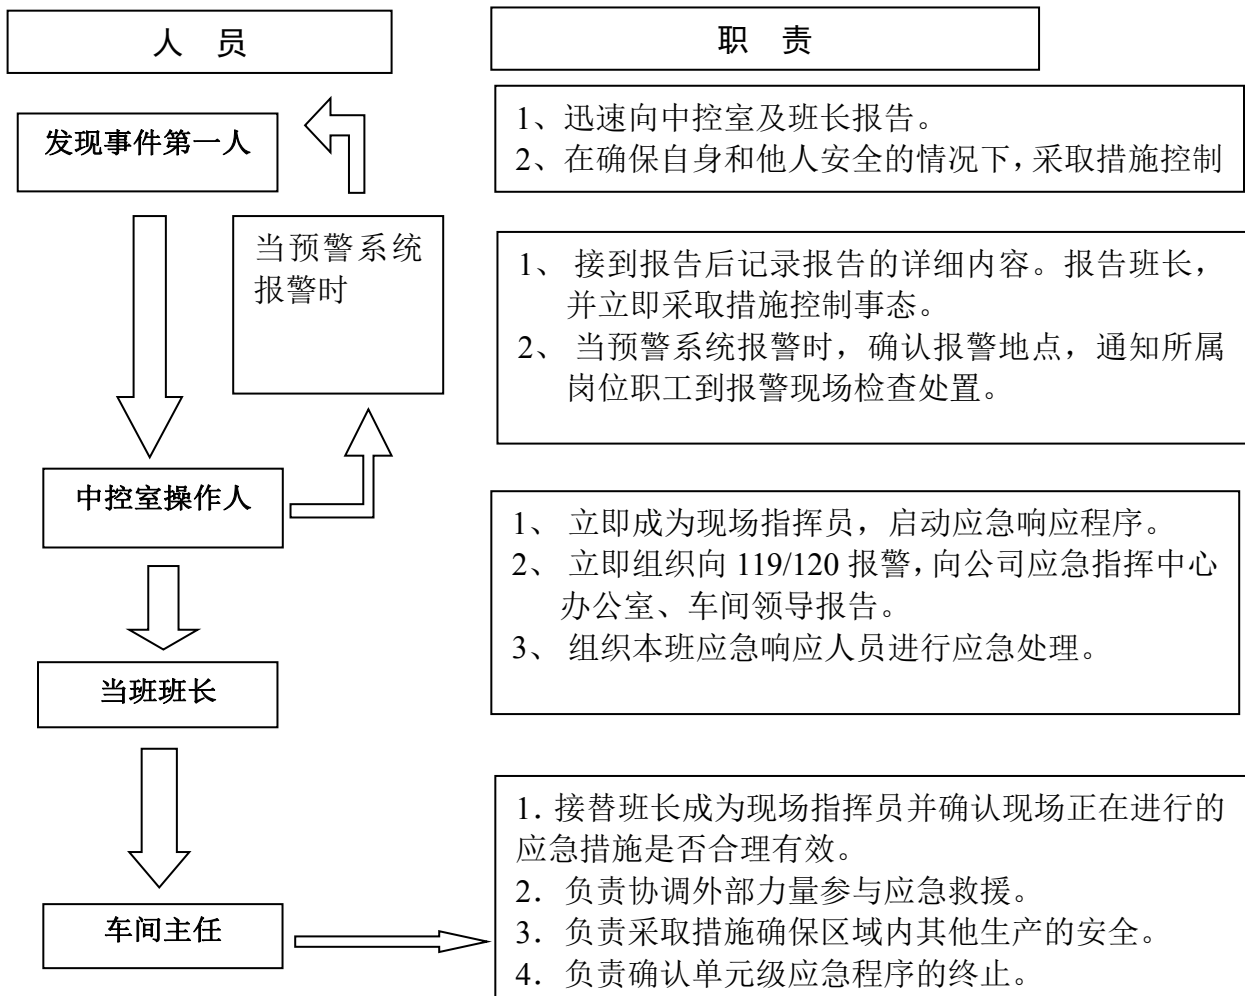 人 员
职 责
发现事件第一人
1、迅速向中控室及班长报告。
2、在确保自身和他人安全的情况下，采取措施控制
当预警系统
报警时
1、 接到报告后记录报告的详细内容。报告班长，
并立即采取措施控制事态。
2、 当预警系统报警时，确认报警地点，通知所属
岗位职工到报警现场检查处置。
中控室操作人
1、 立即成为现场指挥员，启动应急响应程序。
2、 立即组织向 119/120 报警，向公司应急指挥中心
办公室、车间领导报告。
3、 组织本班应急响应人员进行应急处理。
当班班长
1. 接替班长成为现场指挥员并确认现场正在进行的
应急措施是否合理有效。
2．负责协调外部力量参与应急救援。
3．负责采取措施确保区域内其他生产的安全。
4．负责确认单元级应急程序的终止。
车间主任